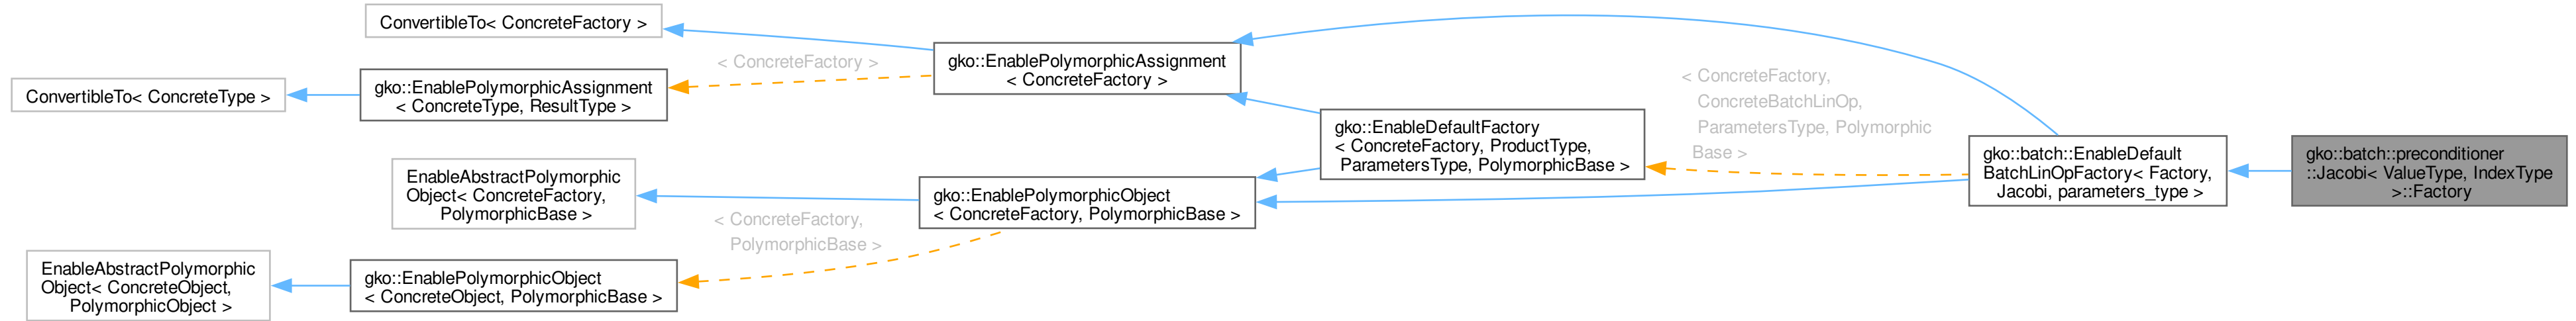 ConvertibleTo< ConcreteFactory >
ConvertibleTo< ConcreteType >
gko::EnablePolymorphicAssignment
< ConcreteType, ResultType >
< ConcreteFactory >
gko::EnablePolymorphicAssignment
< ConcreteFactory >
EnableAbstractPolymorphic
Object< ConcreteFactory,
PolymorphicBase >
EnableAbstractPolymorphic
Object< ConcreteObject,
PolymorphicObject >
gko::EnablePolymorphicObject
< ConcreteObject, PolymorphicBase >
< ConcreteFactory,
PolymorphicBase >
gko::EnablePolymorphicObject
< ConcreteFactory, PolymorphicBase >
gko::EnableDefaultFactory
< ConcreteFactory, ProductType,
ParametersType, PolymorphicBase >
< ConcreteFactory,
ConcreteBatchLinOp,
ParametersType, Polymorphic
Base >
gko::batch::EnableDefault
BatchLinOpFactory< Factory,
Jacobi, parameters_type >
gko::batch::preconditioner
::Jacobi< ValueType, IndexType
>::Factory